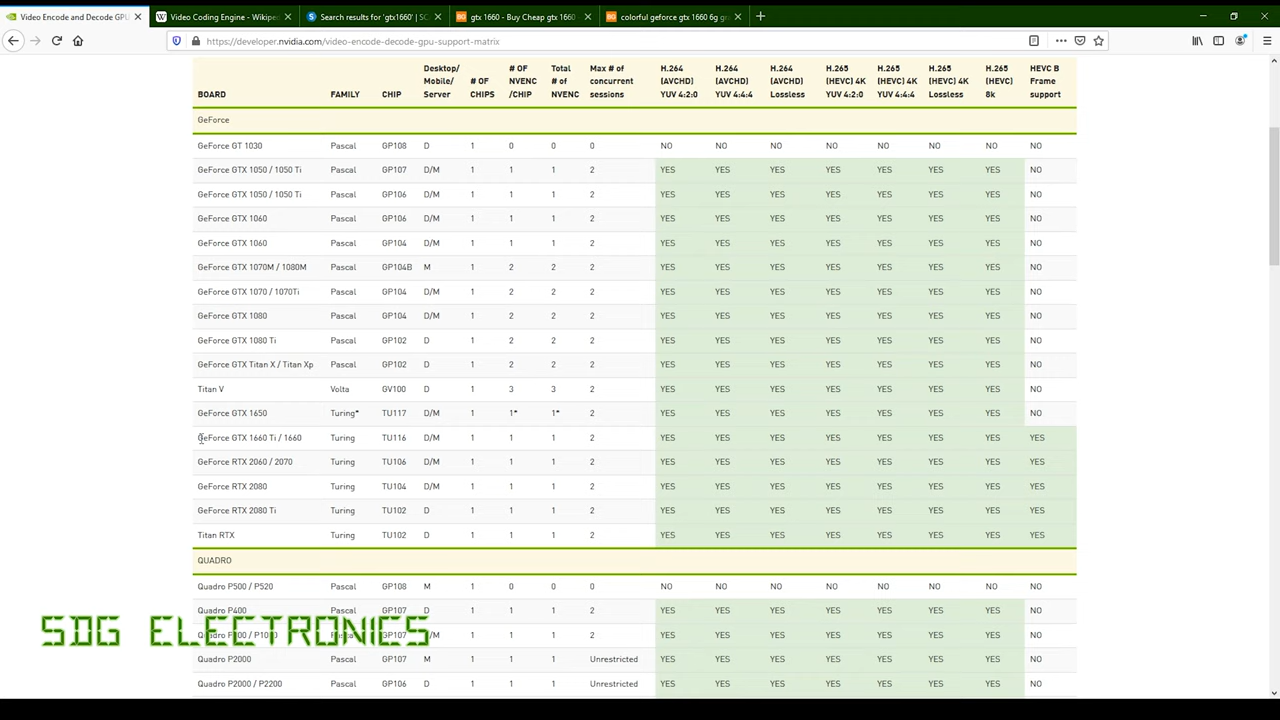 Video Encode and Decode GPU
Video Coding Engine - Wikiped
Search results for 'gtx1660' | SC
gtx 1660 - Buy Cheap gtx 1660
colorful geforce gtx 1660 6g g
https://developer.nvidia.com/video-encode-decode-gpu-support-matrix
BOARD FAMILY CHIP Desktop/ Mobile/ Server # OF CHIPS # OF NVENC /CHIP Total # of NVENC Max # of concurrent sessions H.264 (AVCHD) YUV 4:2:0 H.264 (AVCHD) YUV 4:4:4 H.264 (AVCHD) Lossless H.265 (HEVC) 4K YUV 4:2:0 H.265 (HEVC) 4K YUV 4:4:4 H.265 (HEVC) 4K Lossless H.265 (HEVC) 8k HEVC B Frame support
GeForce
GeForce GT 1030 Pascal GP108 D 1 0 0 0 NO NO NO NO NO NO NO NO
GeForce GTX 1050 / 1050 Ti Pascal GP107 D/M 1 1 1 2 YES YES YES YES YES YES YES NO
GeForce GTX 1050 / 1050 Ti Pascal GP106 D/M 1 1 1 2 YES YES YES YES YES YES YES NO
GeForce GTX 1060 Pascal GP106 D/M 1 1 1 2 YES YES YES YES YES YES YES NO
GeForce GTX 1060 Pascal GP104 D/M 1 1 1 2 YES YES YES YES YES YES YES NO
GeForce GTX 1070M / 1080M Pascal GP104B M 1 2 2 2 YES YES YES YES YES YES YES NO
GeForce GTX 1070 / 1070Ti Pascal GP104 D/M 1 2 2 2 YES YES YES YES YES YES YES NO
GeForce GTX 1080 Pascal GP104 D/M 1 2 2 2 YES YES YES YES YES YES YES NO
GeForce GTX 1080 Ti Pascal GP102 D 1 2 2 2 YES YES YES YES YES YES YES NO
GeForce GTX Titan X / Titan Xp Pascal GP102 D 1 2 2 2 YES YES YES YES YES YES YES NO
Titan V Volta GV100 D 1 3 3 2 YES YES YES YES YES YES YES NO
GeForce GTX 1650 Turing* TU117 D/M 1 1* 1* 2 YES YES YES YES YES YES YES NO
GeForce GTX 1660 Ti / 1660 Turing TU116 D/M 1 1 1 2 YES YES YES YES YES YES YES YES
GeForce RTX 2060 / 2070 Turing TU106 D/M 1 1 1 2 YES YES YES YES YES YES YES YES
GeForce RTX 2080 Turing TU104 D/M 1 1 1 2 YES YES YES YES YES YES YES YES
GeForce RTX 2080 Ti Turing TU102 D 1 1 1 2 YES YES YES YES YES YES YES YES
Titan RTX Turing TU102 D 1 1 1 2 YES YES YES YES YES YES YES YES
QUADRO
Quadro P500 / P520 Pascal GP108 M 1 0 0 0 NO NO NO NO NO NO NO NO
Quadro P400 Pascal GP107 D 1 1 1 2 YES YES YES YES YES YES YES NO
Quadro GP107 1 1 1 2 YES YES YES YES YES YES YES NO
SDG ELECTRONICS
Quadro P2000 Pascal GP107 M 1 1 1 Unrestricted YES YES YES YES YES YES YES NO
Quadro P2000 / P2200 Pascal GP106 D 1 1 1 Unrestricted YES YES YES YES YES YES YES NO